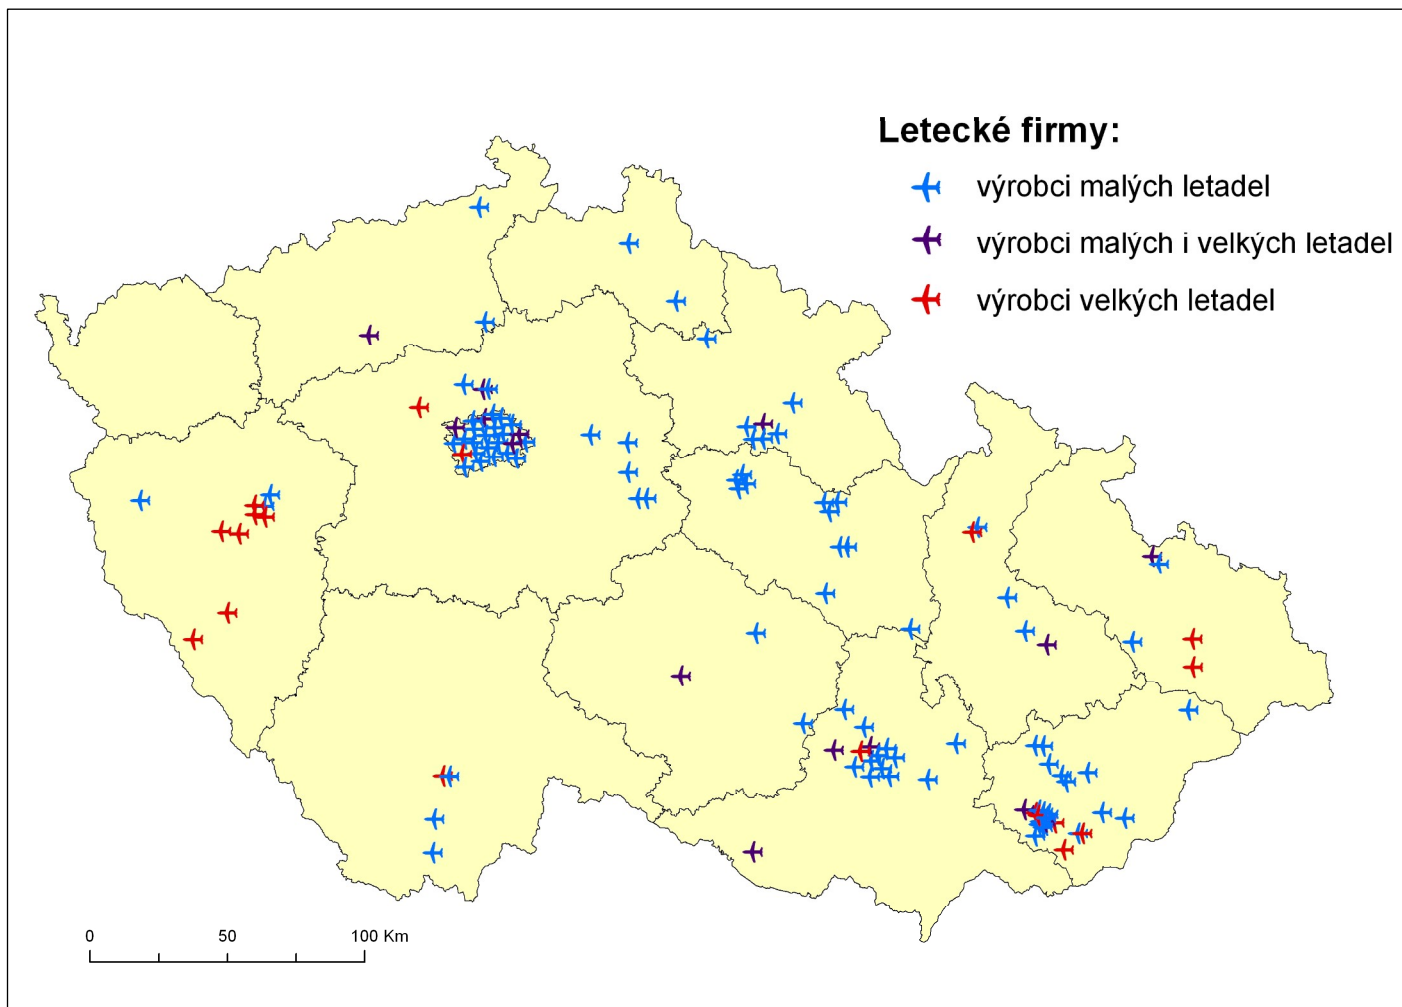 Letecké firmy:
výrobci malých letadel
výrobci malých i velkých letadel
výrobci velkých letadel
0 50 100 Km